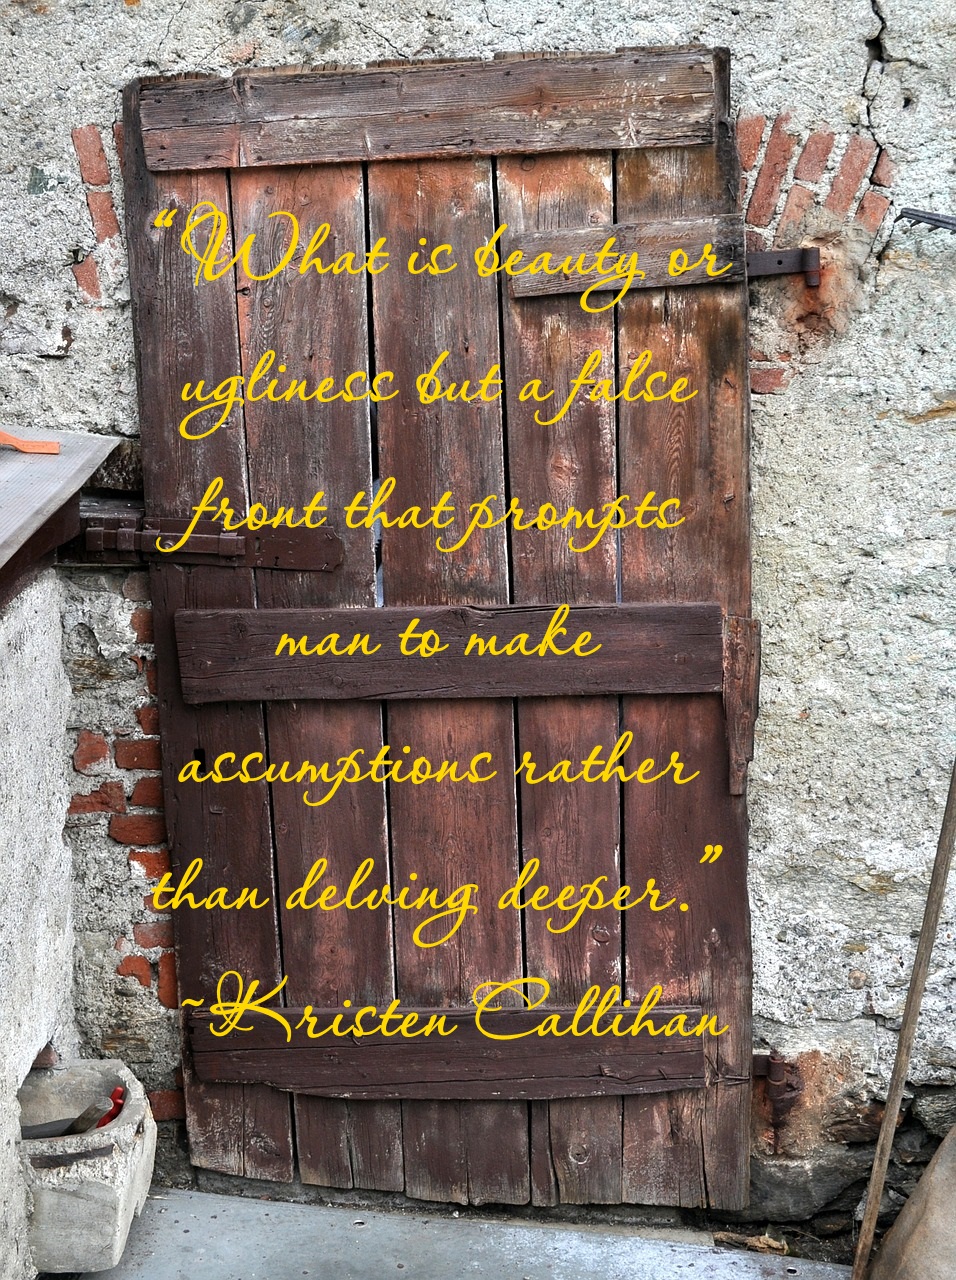 “What is beauty or
ugliness but a false
front that prompts
man to make
assumptions rather
than delving deeper.”
~Kristen Callihan